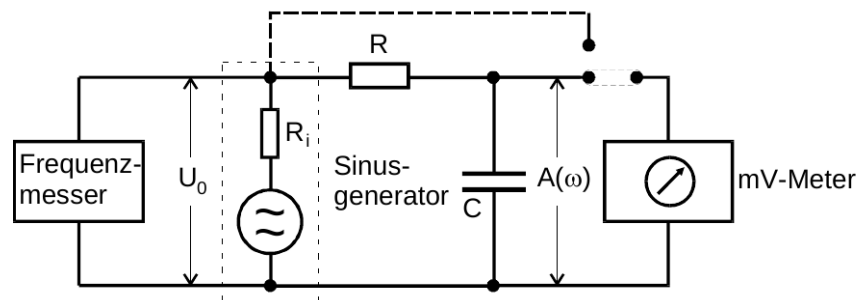 R
Frequenz-
messer
U₀
Rᵢ
Sinus-
generator
C
A(ω)
mV-Meter